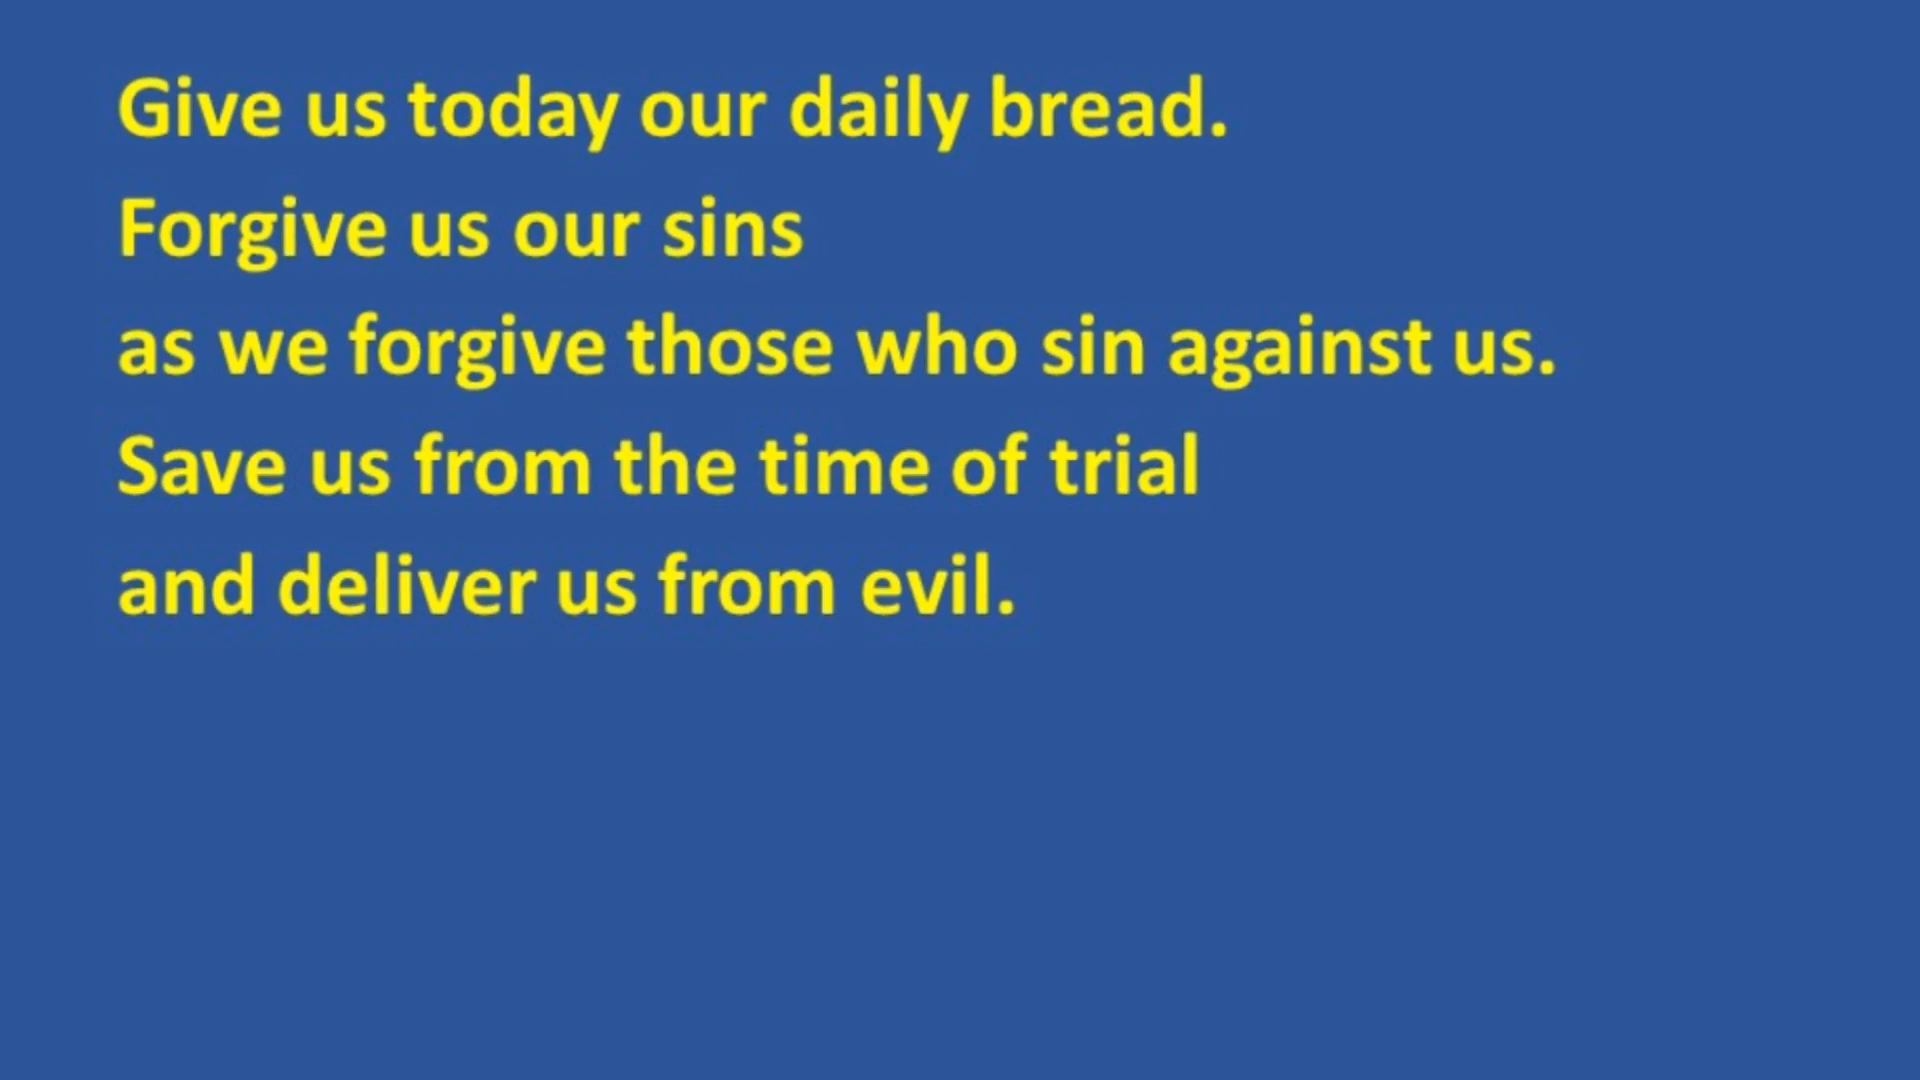 Give us today our daily bread.
Forgive us our sins
as we forgive those who sin against us.
Save us from the time of trial
and deliver us from evil.